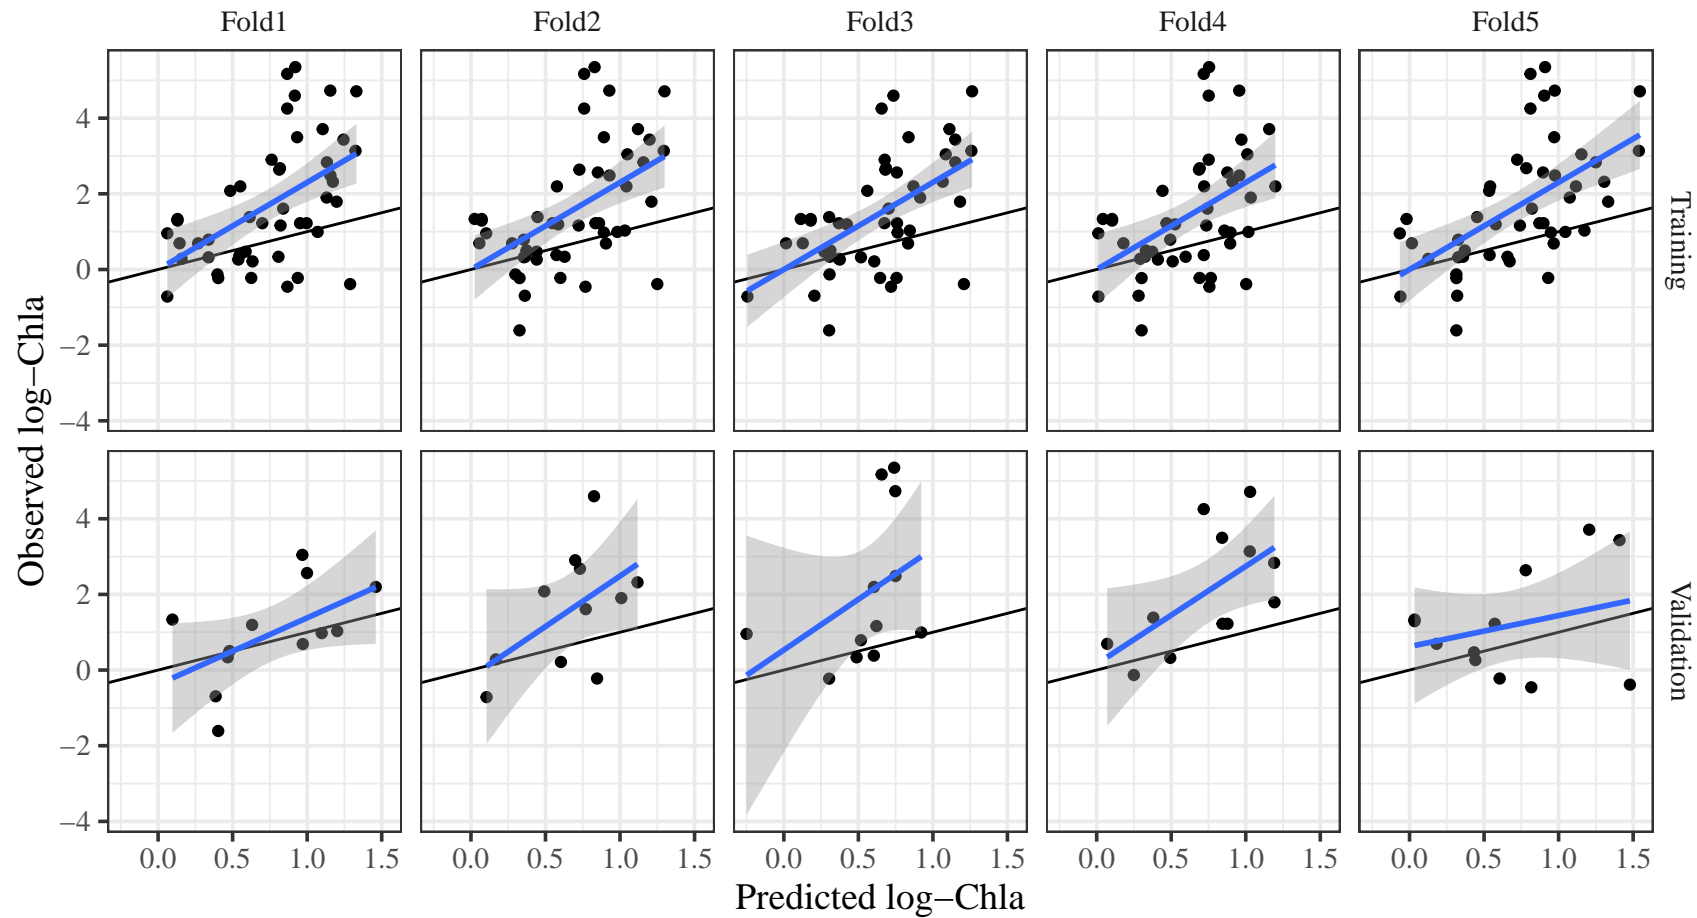 Fold1 Fold2 Fold3 Fold4 Fold5
4
2
0
−2
−4
Training
Observed log−Chla
4
2
0
−2
−4
Validation
0.0 0.5 1.0 1.5 0.0 0.5 1.0 1.5 0.0 0.5 1.0 1.5 0.0 0.5 1.0 1.5 0.0 0.5 1.0 1.5
Predicted log−Chla